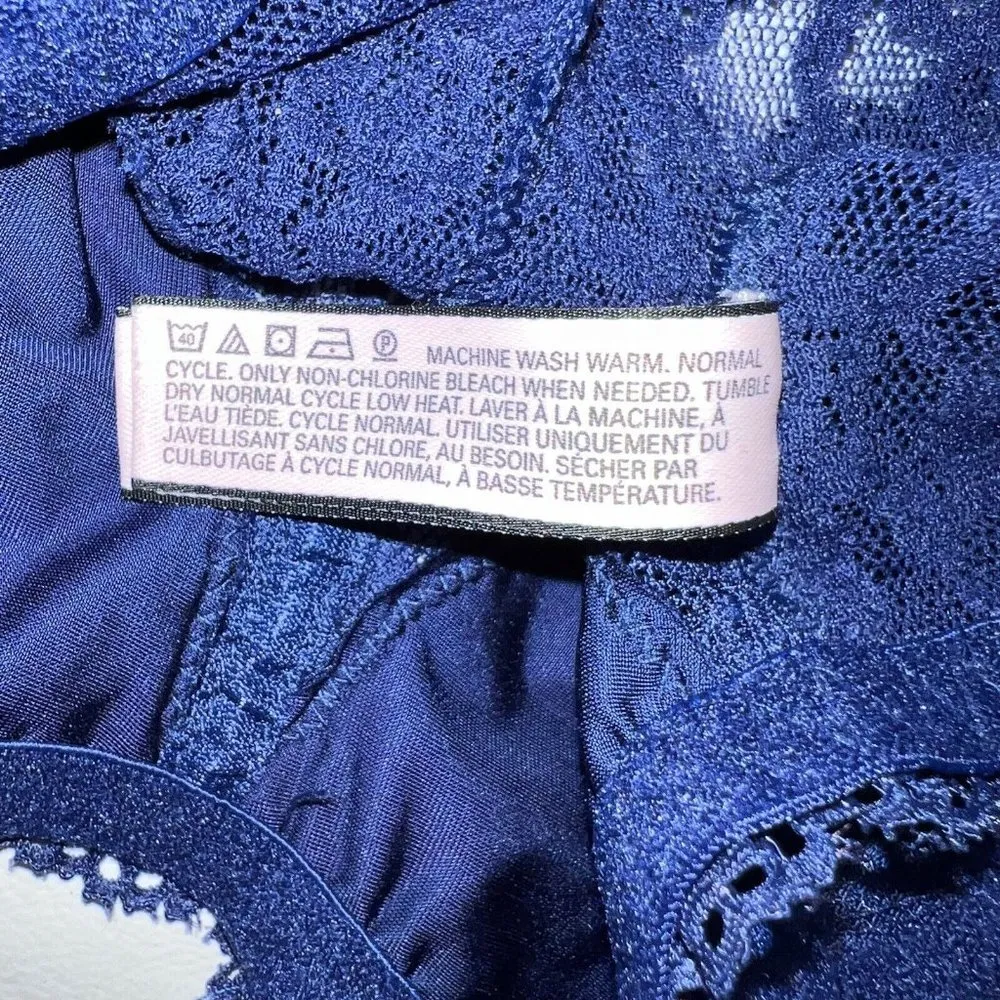 40 P MACHINE WASH WARM. NORMAL
CYCLE. ONLY NON-CHLORINE BLEACH WHEN NEEDED. TUMBLE
DRY NORMAL CYCLE LOW HEAT. LAVER À LA MACHINE, À
L'EAU TIÈDE. CYCLE NORMAL. UTILISER UNIQUEMENT DU
JAVELLISANT SANS CHLORE, AU BESOIN. SÉCHER PAR
CULBUTAGE À CYCLE NORMAL, À BASSE TEMPÉRATURE.